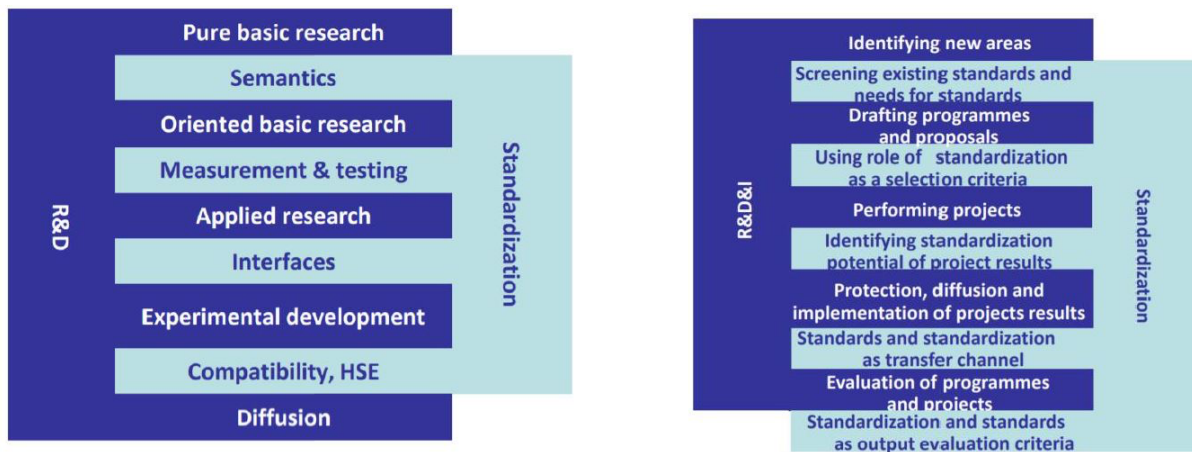 Pure basic research
Semantics
Oriented basic research
Measurement & testing
Applied research
Interfaces
Experimental development
Compatibility, HSE
Diffusion
R&D
Standardization
Identifying new areas
Screening existing standards and
needs for standards
Drafting programmes
and proposals
Using role of standardization
as a selection criteria
Performing projects
Identifying standardization
potential of project results
Protection, diffusion and
implementation of projects results
Standards and standardization
as transfer channel
Evaluation of programmes
and projects
Standardization and standards
as output evaluation criteria
R&D&I
Standardization